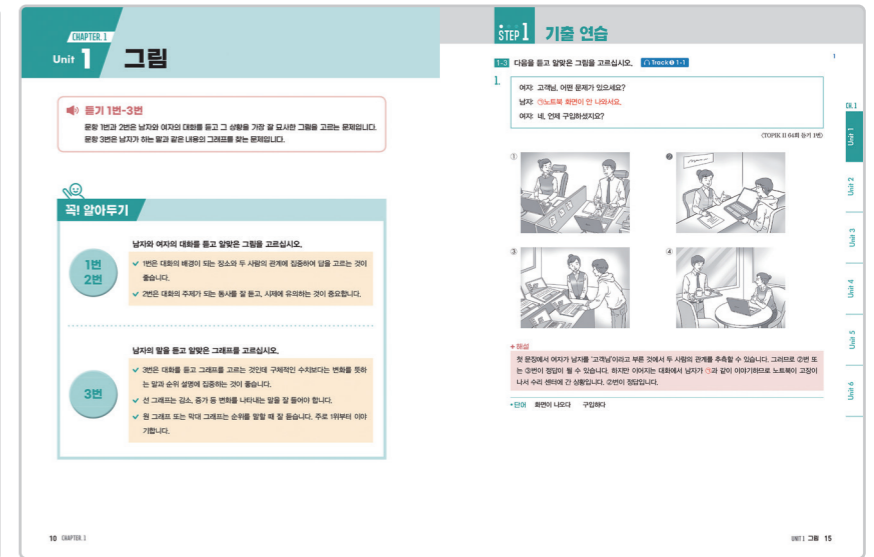 CHAPTER. 1
Unit 1 그림
듣기 1번-3번
문항 1번과 2번은 남자와 여자의 대화를 듣고 그 상황을 가장 잘 묘사한 그림을 고르는 문제입니다.
문항 3번은 남자가 하는 말과 같은 내용의 그래프를 찾는 문제입니다.
꼭! 알아두기
1번
2번
남자와 여자의 대화를 듣고 알맞은 그림을 고르십시오.
✓ 1번은 대화의 배경이 되는 장소와 두 사람의 관계에 집중하여 답을 고르는 것이
좋습니다.
✓ 2번은 대화의 주제가 되는 동사를 잘 듣고, 시제에 유의하는 것이 중요합니다.
3번
남자의 말을 듣고 알맞은 그래프를 고르십시오.
✓ 3번은 대화를 듣고 그래프를 고르는 것인데 구체적인 수치보다는 변화를 뜻하
는 말과 순위 설명에 집중하는 것이 좋습니다.
✓ 선 그래프는 감소, 증가 등 변화를 나타내는 말을 잘 들어야 합니다.
✓ 원 그래프 또는 막대 그래프는 순위를 말할 때 잘 듣습니다. 주로 1위부터 이야
기합니다.
10 CHAPTER. 1
STEP 1 기출 연습
1-3 다음을 듣고 알맞은 그림을 고르십시오. Track 1-1
1
1.
여자: 고객님, 어떤 문제가 있으세요?
남자: ㉠노트북 화면이 안 나와서요.
여자: 네, 언제 구입하셨지요?
〈TOPIK II 64회 듣기 1번〉
①
❷
③
④
+ 해설
첫 문장에서 여자가 남자를 '고객님'이라고 부른 것에서 두 사람의 관계를 추측할 수 있습니다. 그러므로 ②번 또
는 ③번이 정답이 될 수 있습니다. 하지만 이어지는 대화에서 남자가 ㉠과 같이 이야기하므로 노트북이 고장이
나서 수리 센터에 간 상황입니다. ②번이 정답입니다.
• 단어 화면이 나오다 구입하다
CH. 1
Unit 1
Unit 2
Unit 3
Unit 4
Unit 5
Unit 6
UNIT 1 그림 15